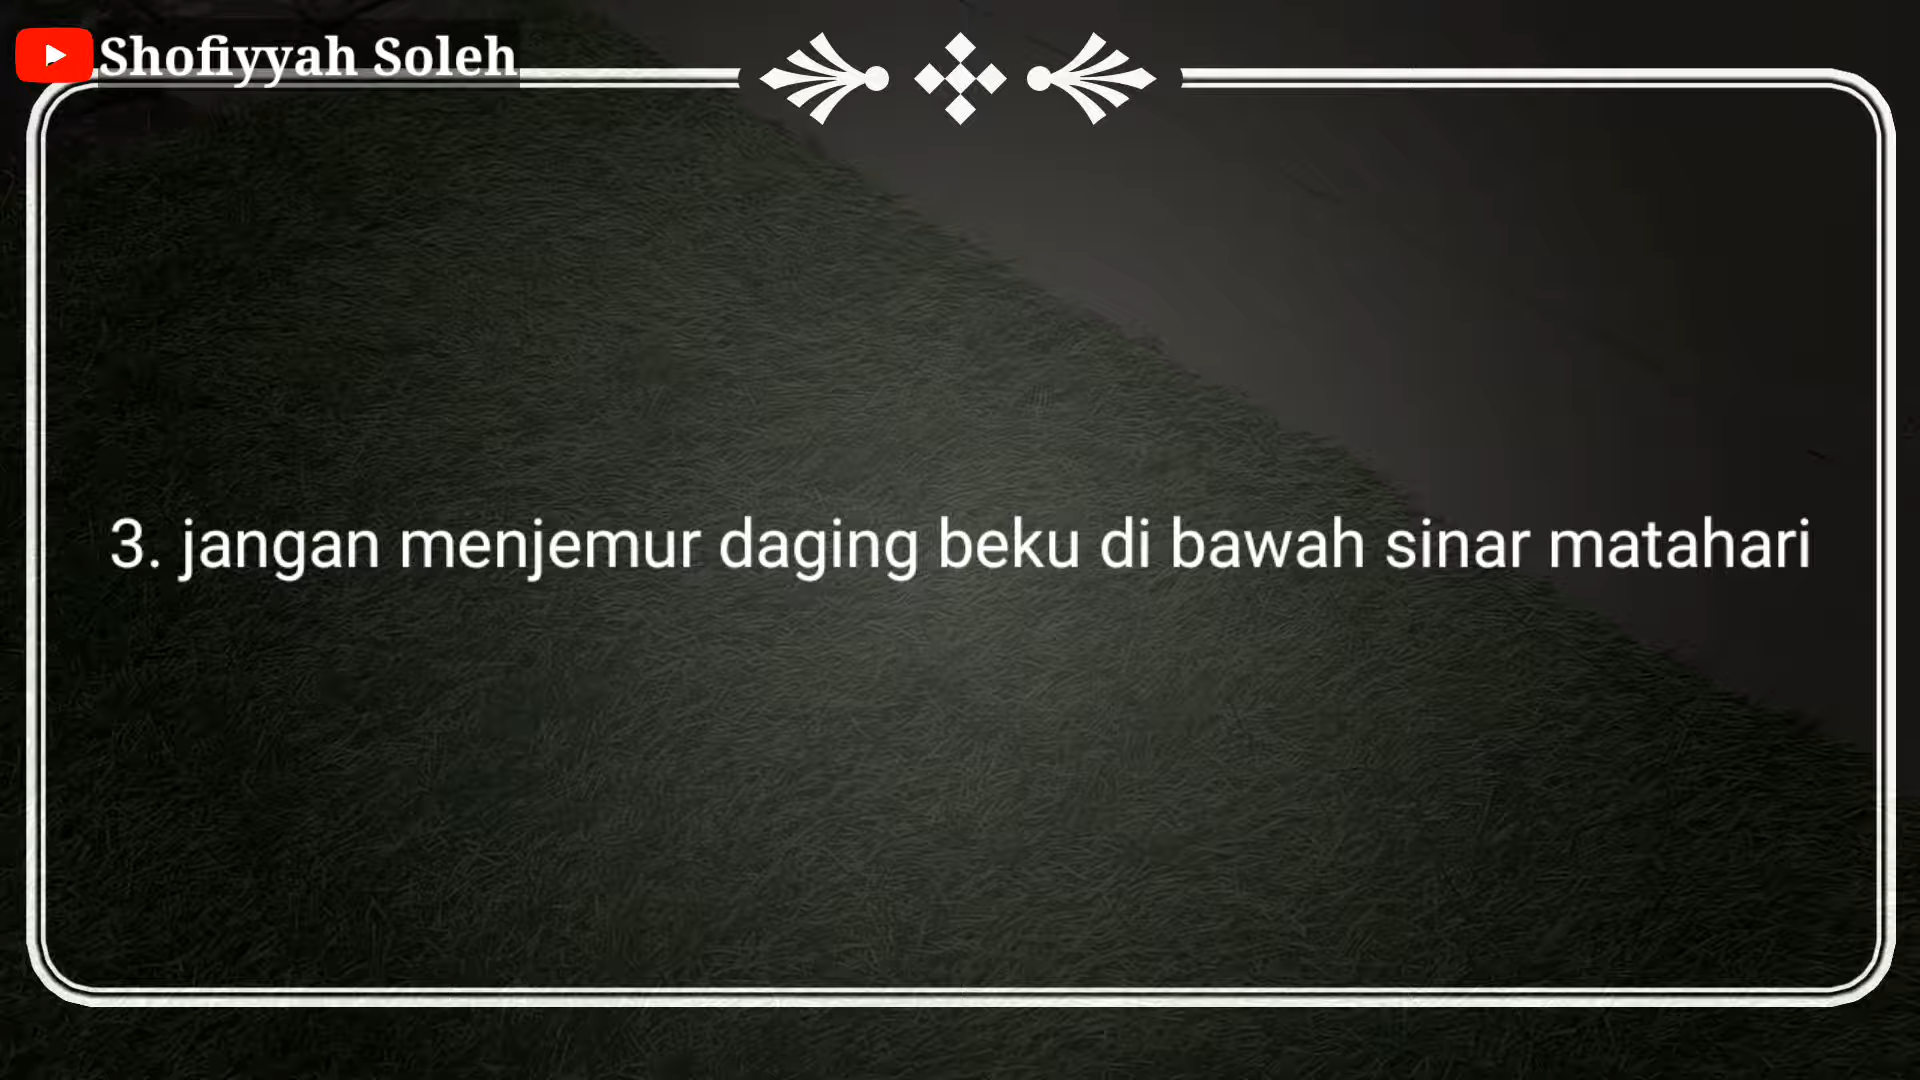 Shofiyyah Soleh
3. jangan menjemur daging beku di bawah sinar matahari